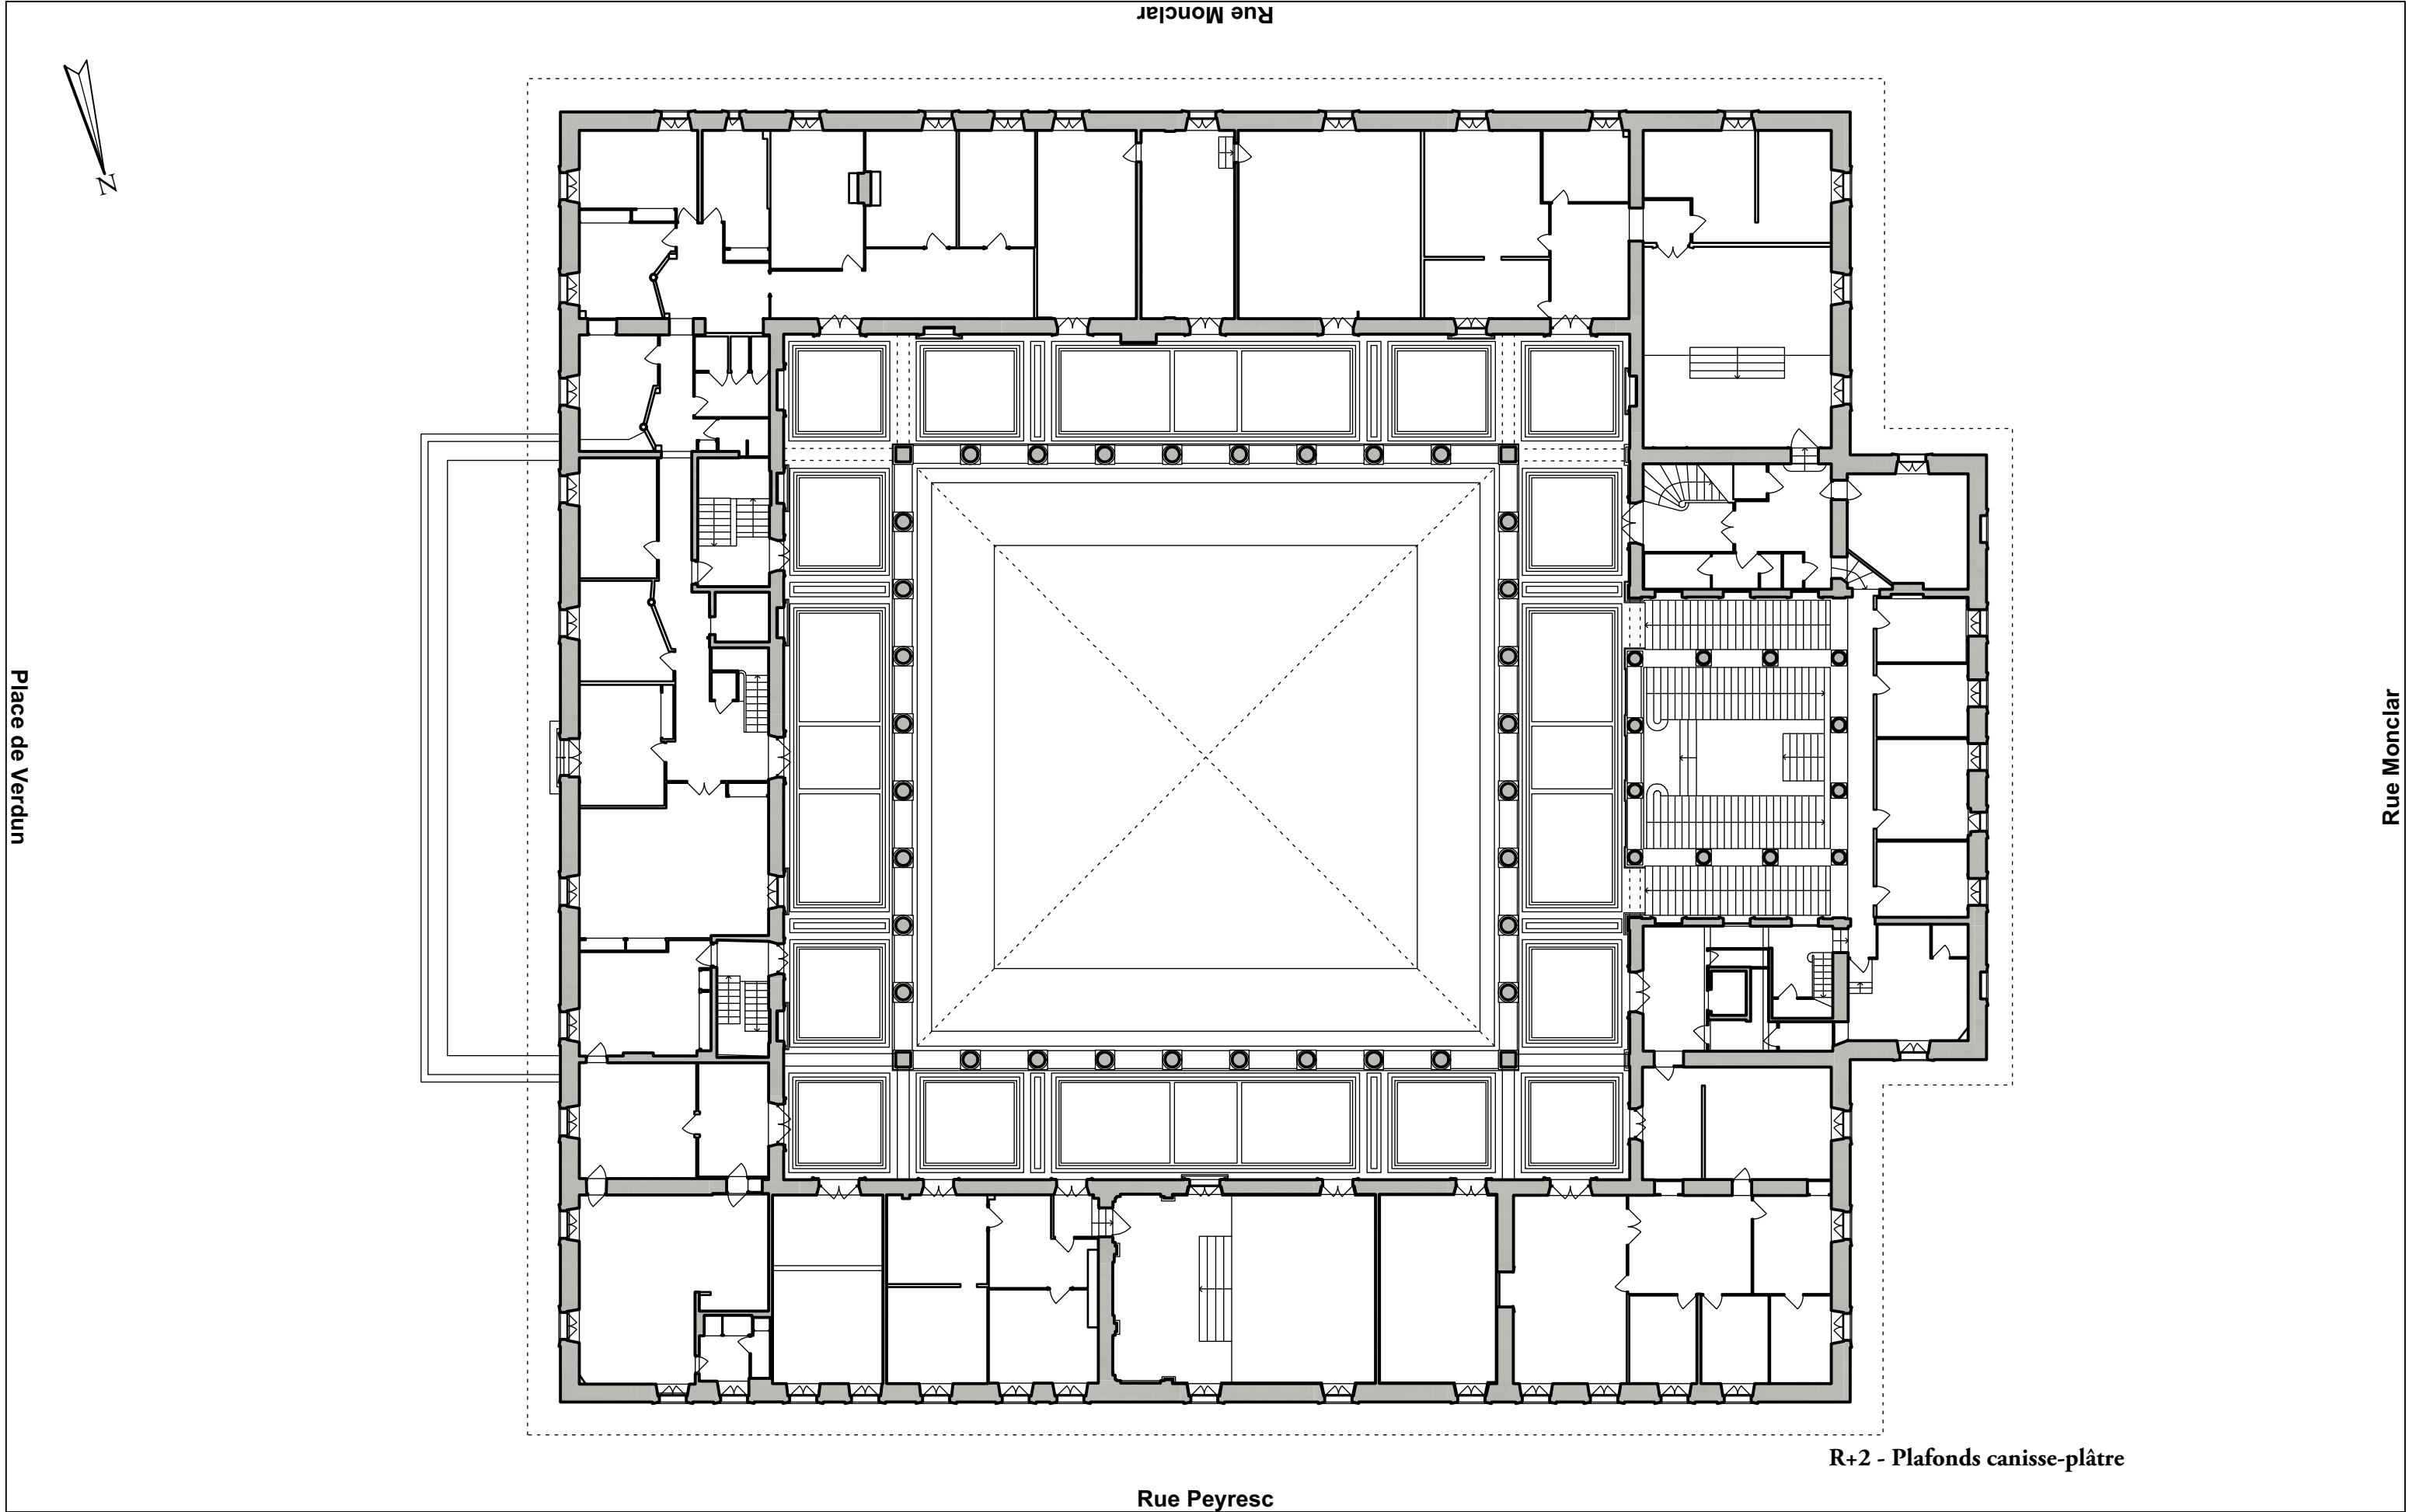 Rue Monclar
N
Place de Verdun
Rue Monclar
R+2 - Plafonds canisse-plâtre
Rue Peyresc